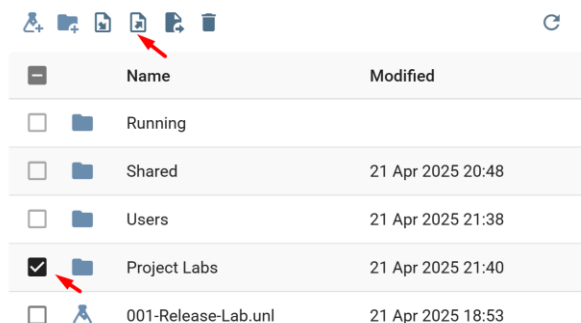 Name Modified
Running
Shared 21 Apr 2025 20:48
Users 21 Apr 2025 21:38
Project Labs 21 Apr 2025 21:40
001-Release-Lab.unl 21 Apr 2025 18:53